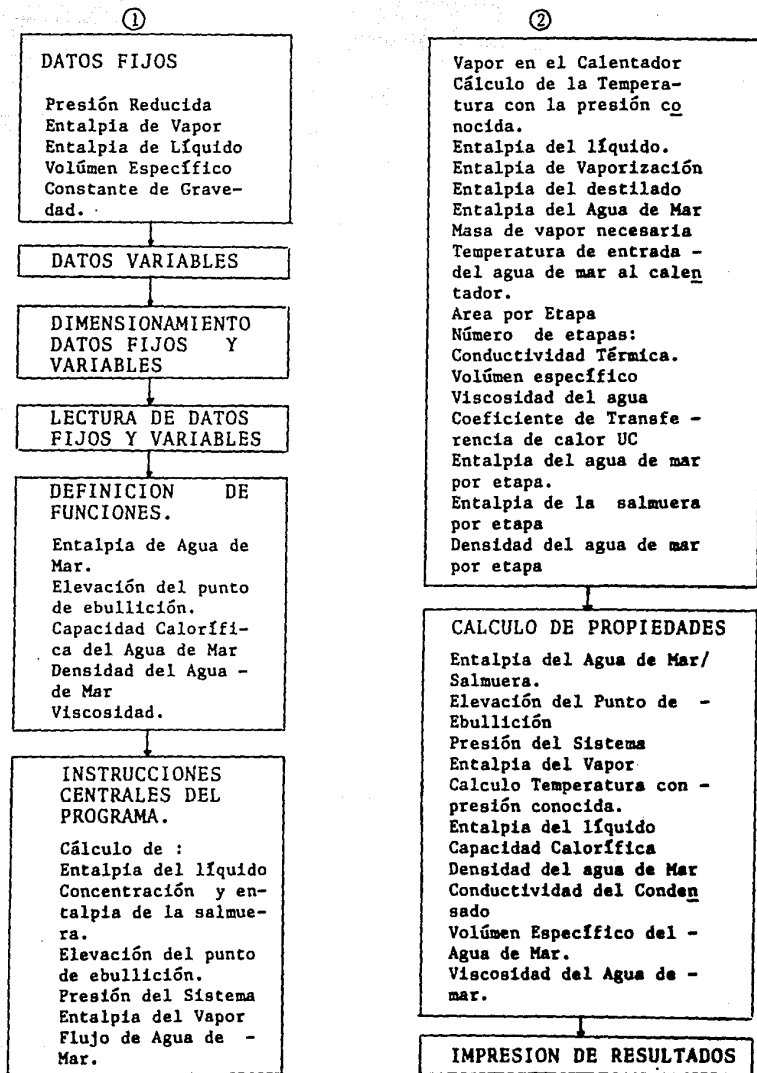 ①
DATOS FIJOS
Presión Reducida
Entalpia de Vapor
Entalpia de Líquido
Volúmen Específico
Constante de Grave-
dad.
DATOS VARIABLES
DIMENSIONAMIENTO
DATOS FIJOS Y
VARIABLES
LECTURA DE DATOS
FIJOS Y VARIABLES
DEFINICION DE
FUNCIONES.
Entalpia de Agua de
Mar.
Elevación del punto
de ebullición.
Capacidad Calorífi-
ca del Agua de Mar
Densidad del Agua -
de Mar
Viscosidad.
INSTRUCCIONES
CENTRALES DEL
PROGRAMA.
Cálculo de :
Entalpia del líquido
Concentración y en-
talpia de la salmue-
ra.
Elevación del punto
de ebullición.
Presión del Sistema
Entalpia del Vapor
Flujo de Agua de -
Mar.
②
Vapor en el Calentador
Cálculo de la Tempera-
tura con la presión co
nocida.
Entalpia del líquido.
Entalpia de Vaporización
Entalpia del destilado
Entalpia del Agua de Mar
Masa de vapor necesaria
Temperatura de entrada -
del agua de mar al calen
tador.
Area por Etapa
Número de etapas:
Conductividad Térmica.
Volúmen específico
Viscosidad del agua
Coeficiente de Transfe -
rencia de calor UC
Entalpia del agua de mar
por etapa.
Entalpia de la salmuera
por etapa
Densidad del agua de mar
por etapa
CALCULO DE PROPIEDADES
Entalpia del Agua de Mar/
Salmuera.
Elevación del Punto de -
Ebullición
Presión del Sistema
Entalpia del Vapor
Calculo Temperatura con -
presión conocida.
Entalpia del líquido
Capacidad Calorífica
Densidad del agua de Mar
Conductividad del Conden
sado
Volúmen Específico del -
Agua de Mar.
Viscosidad del Agua de -
mar.
IMPRESION DE RESULTADOS